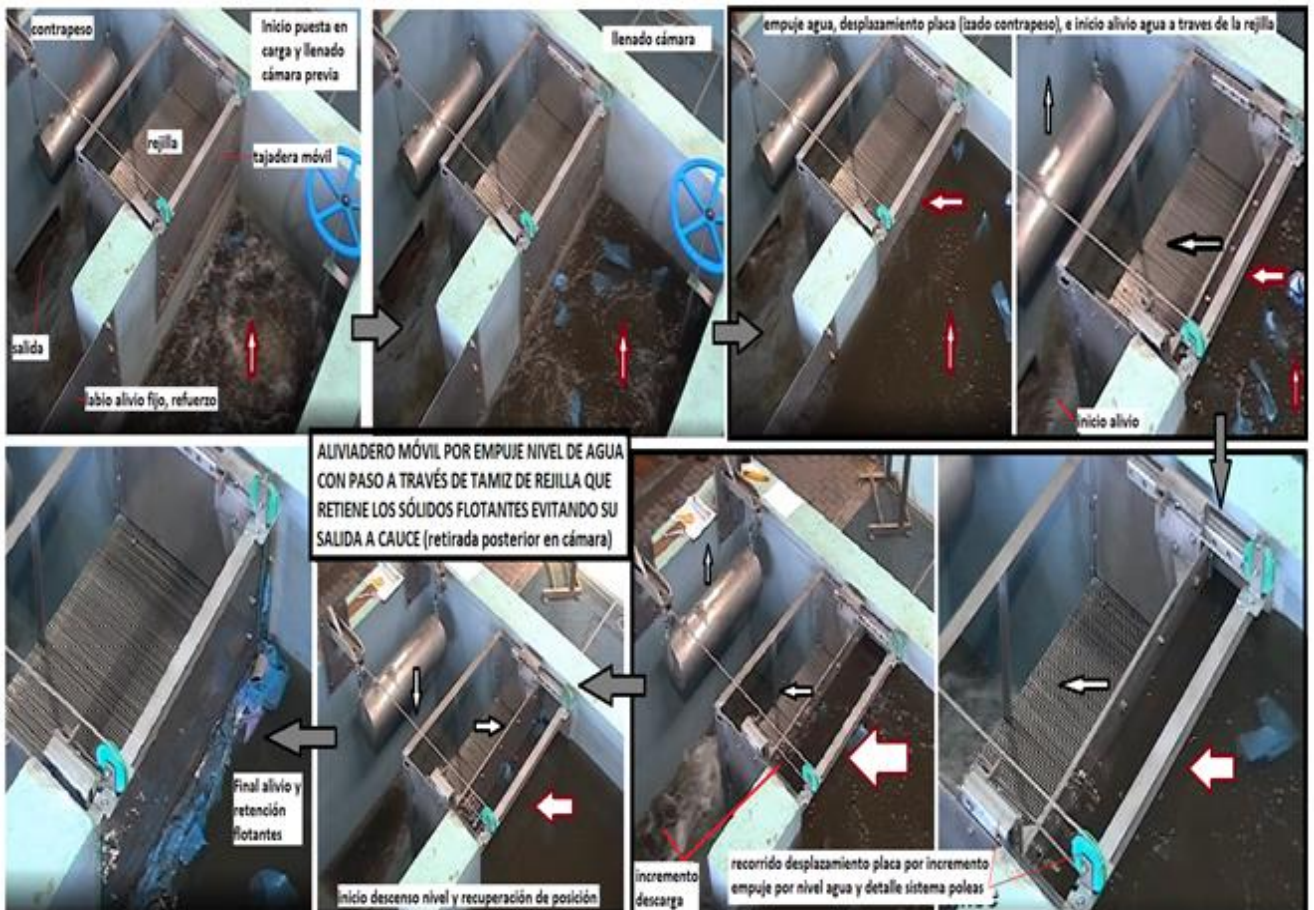 contrapeso
Inicio puesta en
carga y llenado
cámara previa
rejilla
tajadera móvil
salida
labio alivio fijo, refuerzo
llenado cámara
empuje agua, desplazamiento placa (izado contrapeso), e inicio alivio agua a traves de la rejilla
inicio alivio
ALIVIADERO MÓVIL POR EMPUJE NIVEL DE AGUA
CON PASO A TRAVÉS DE TAMIZ DE REJILLA QUE
RETIENE LOS SÓLIDOS FLOTANTES EVITANDO SU
SALIDA A CAUCE (retirada posterior en cámara)
recorrido desplazamiento placa por incremento
empuje por nivel agua y detalle sistema poleas
incremento
descarga
inicio descenso nivel y recuperación de posición
Final alivio y
retención
flotantes